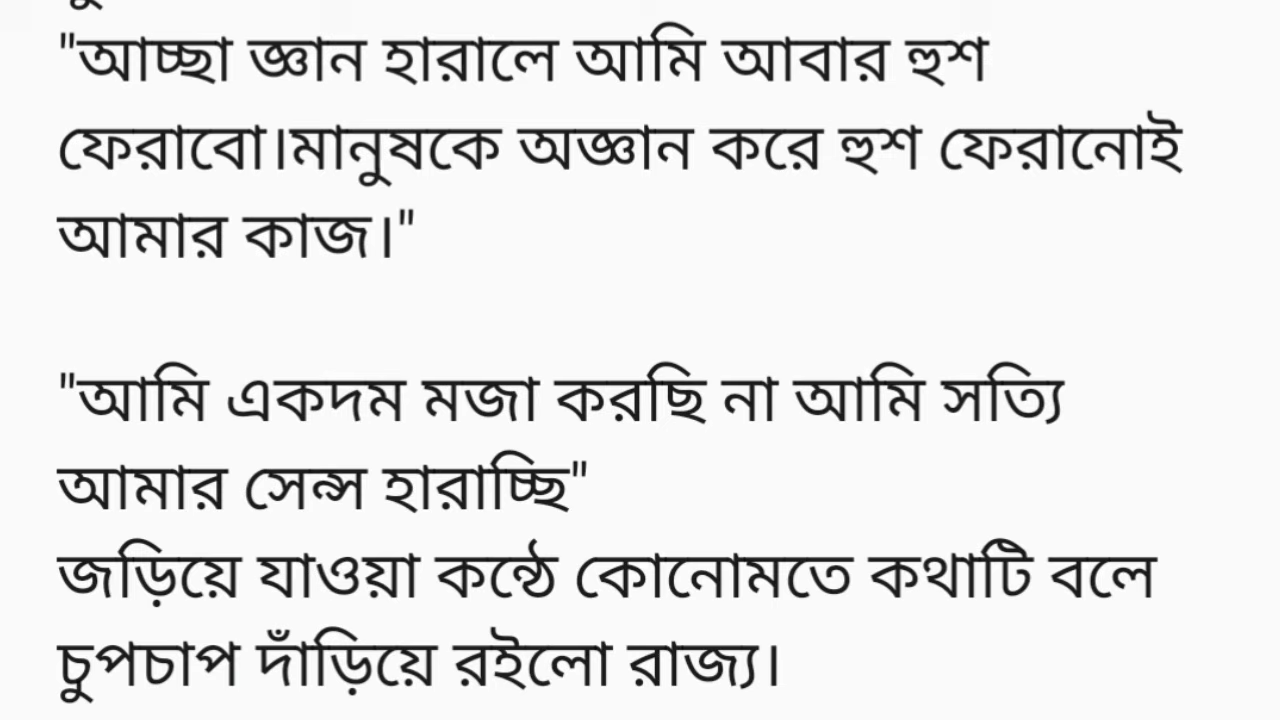 "আচ্ছা জ্ঞান হারালে আমি আবার হুশ
ফেরাবো।মানুষকে অজ্ঞান করে হুশ ফেরানোই
আমার কাজ।"
"আমি একদম মজা করছি না আমি সত্যি
আমার সেন্স হারাচ্ছি"
জড়িয়ে যাওয়া কন্ঠে কোনোমতে কথাটি বলে
চুপচাপ দাঁড়িয়ে রইলো রাজ্য।